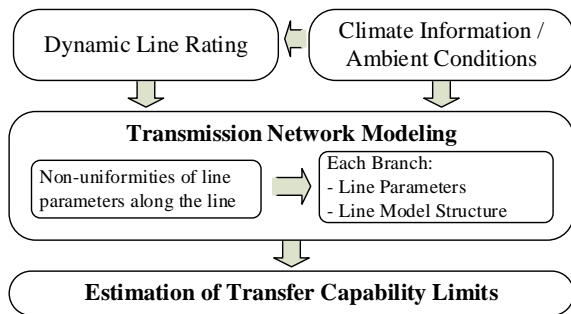 Dynamic Line Rating
Climate Information /
Ambient Conditions
Transmission Network Modeling
Non-uniformities of line
parameters along the line
Each Branch:
- Line Parameters
- Line Model Structure
Estimation of Transfer Capability Limits